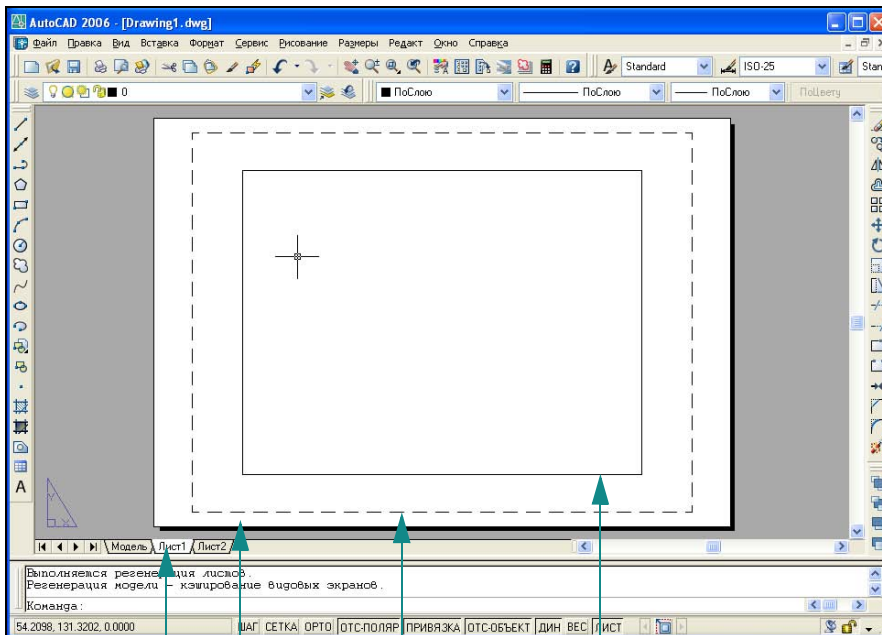 AutoCAD 2006 - [Drawing1.dwg]
Файл Правка Вид Вставка Формат Сервис Рисование Размеры Редакт Окно Справка
Standard ISO-25 Stan
0 ПоСлою ПоСлою ПоСлою ПоЦвету
A
Y
X
Модель Лист1 Лист2
Выполняется регенерация листов.
Регенерация модели - кэширование видовых экранов.
Команда:
54.2098, 131.3202, 0.0000 ШАГ СЕТКА ОРТО ОТС-ПОЛЯР ПРИВЯЗКА ОТС-ОБЪЕКТ ДИН ВЕС ЛИСТ